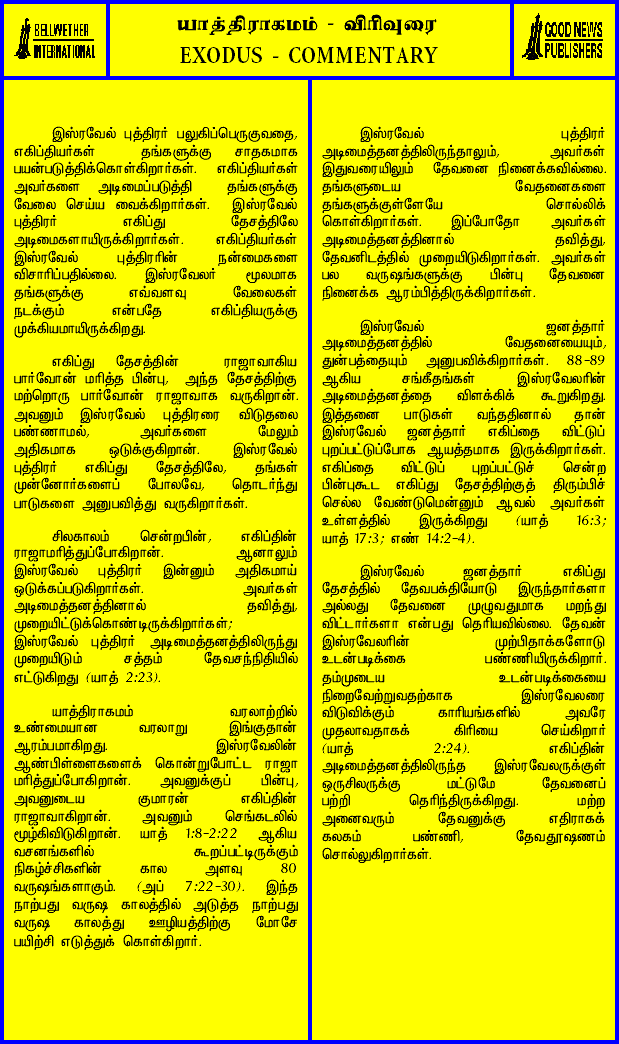 BELLWETHER
INTERNATIONAL
யாத்திராகமம் - விரிவுரை
EXODUS - COMMENTARY
GOOD NEWS
PUBLISHERS
இஸ்ரவேல் புத்திரர் பலுகிப்பெருகுவதை,
எகிப்தியர்கள் தங்களுக்கு சாதகமாக
பயன்படுத்திக்கொள்கிறார்கள். எகிப்தியர்கள்
அவர்களை அடிமைப்படுத்தி தங்களுக்கு
வேலை செய்ய வைக்கிறார்கள். இஸ்ரவேல்
புத்திரர் எகிப்து தேசத்திலே
அடிமைகளாயிருக்கிறார்கள். எகிப்தியர்கள்
இஸ்ரவேல் புத்திரரின் நன்மைகளை
விசாரிப்பதில்லை. இஸ்ரவேலர் மூலமாக
தங்களுக்கு எவ்வளவு வேலைகள்
நடக்கும் என்பதே எகிப்தியருக்கு
முக்கியமாயிருக்கிறது.
எகிப்து தேசத்தின் ராஜாவாகிய
பார்வோன் மரித்த பின்பு, அந்த தேசத்திற்கு
மற்றொரு பார்வோன் ராஜாவாக வருகிறான்.
அவனும் இஸ்ரவேல் புத்திரரை விடுதலை
பண்ணாமல், அவர்களை மேலும்
அதிகமாக ஒடுக்குகிறான். இஸ்ரவேல்
புத்திரர் எகிப்து தேசத்திலே, தங்கள்
முன்னோர்களைப் போலவே, தொடர்ந்து
பாடுகளை அனுபவித்து வருகிறார்கள்.
சிலகாலம் சென்றபின், எகிப்தின்
ராஜாமரித்துப்போகிறான். ஆனாலும்
இஸ்ரவேல் புத்திரர் இன்னும் அதிகமாய்
ஒடுக்கப்படுகிறார்கள். அவர்கள்
அடிமைத்தனத்தினால் தவித்து,
முறையிட்டுக்கொண்டிருக்கிறார்கள்;
இஸ்ரவேல் புத்திரர் அடிமைத்தனத்திலிருந்து
முறையிடும் சத்தம் தேவசந்நிதியில்
எட்டுகிறது (யாத் 2:23).
யாத்திராகமம் வரலாற்றில்
உண்மையான வரலாறு இங்குதான்
ஆரம்பமாகிறது. இஸ்ரவேலின்
ஆண்பிள்ளைகளைக் கொன்றுபோட்ட ராஜா
மரித்துப்போகிறான். அவனுக்குப் பின்பு,
அவனுடைய குமாரன் எகிப்தின்
ராஜாவாகிறான். அவனும் செங்கடலில்
மூழ்கிவிடுகிறான். யாத் 1:8-2:22 ஆகிய
வசனங்களில் கூறப்பட்டிருக்கும்
நிகழ்ச்சிகளின் கால அளவு 80
வருஷங்களாகும். (அப் 7:22-30). இந்த
நாற்பது வருஷ காலத்தில் அடுத்த நாற்பது
வருஷ காலத்து ஊழியத்திற்கு மோசே
பயிற்சி எடுத்துக் கொள்கிறார்.
இஸ்ரவேல் புத்திரர்
அடிமைத்தனத்திலிருந்தாலும், அவர்கள்
இதுவரையிலும் தேவனை நினைக்கவில்லை.
தங்களுடைய வேதனைகளை
தங்களுக்குள்ளேயே சொல்லிக்
கொள்கிறார்கள். இப்போதோ அவர்கள்
அடிமைத்தனத்தினால் தவித்து,
தேவனிடத்தில் முறையிடுகிறார்கள். அவர்கள்
பல வருஷங்களுக்கு பின்பு தேவனை
நினைக்க ஆரம்பித்திருக்கிறார்கள்.
இஸ்ரவேல் ஜனத்தார்
அடிமைத்தனத்தில் வேதனையையும்,
துன்பத்தையும் அனுபவிக்கிறார்கள். 88-89
ஆகிய சங்கீதங்கள் இஸ்ரவேலரின்
அடிமைத்தனத்தை விளக்கிக் கூறுகிறது.
இத்தனை பாடுகள் வந்ததினால் தான்
இஸ்ரவேல் ஜனத்தார் எகிப்தை விட்டுப்
புறப்பட்டுப்போக ஆயத்தமாக இருக்கிறார்கள்.
எகிப்தை விட்டுப் புறப்பட்டுச் சென்ற
பின்புகூட எகிப்து தேசத்திற்குத் திரும்பிச்
செல்ல வேண்டுமென்னும் ஆவல் அவர்கள்
உள்ளத்தில் இருக்கிறது (யாத் 16:3;
யாத் 17:3; எண் 14:2-4).
இஸ்ரவேல் ஜனத்தார் எகிப்து
தேசத்தில் தேவபக்தியோடு இருந்தார்களா
அல்லது தேவனை முழுவதுமாக மறந்து
விட்டார்களா என்பது தெரியவில்லை. தேவன்
இஸ்ரவேலரின் முற்பிதாக்களோடு
உடன்படிக்கை பண்ணியிருக்கிறார்.
தம்முடைய உடன்படிக்கையை
நிறைவேற்றுவதற்காக இஸ்ரவேலரை
விடுவிக்கும் காரியங்களில் அவரே
முதலாவதாகக் கிரியை செய்கிறார்
(யாத் 2:24). எகிப்தின்
அடிமைத்தனத்திலிருந்த இஸ்ரவேலருக்குள்
ஒருசிலருக்கு மட்டுமே தேவனைப்
பற்றி தெரிந்திருக்கிறது. மற்ற
அனைவரும் தேவனுக்கு எதிராகக்
கலகம் பண்ணி, தேவதூஷணம்
சொல்லுகிறார்கள்.